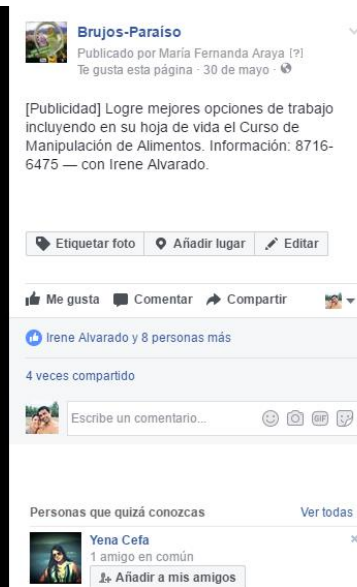 Brujos-Paraíso
Publicado por María Fernanda Araya [?]
Te gusta esta página · 30 de mayo ·
[Publicidad] Logre mejores opciones de trabajo
incluyendo en su hoja de vida el Curso de
Manipulación de Alimentos. Información: 8716-
6475 — con Irene Alvarado.
Etiquetar foto Añadir lugar Editar
Me gusta Comentar Compartir
Irene Alvarado y 8 personas más
4 veces compartido
Escribe un comentario... GIF
Personas que quizá conozcas Ver todas
Yena Cefa
1 amigo en común
Añadir a mis amigos